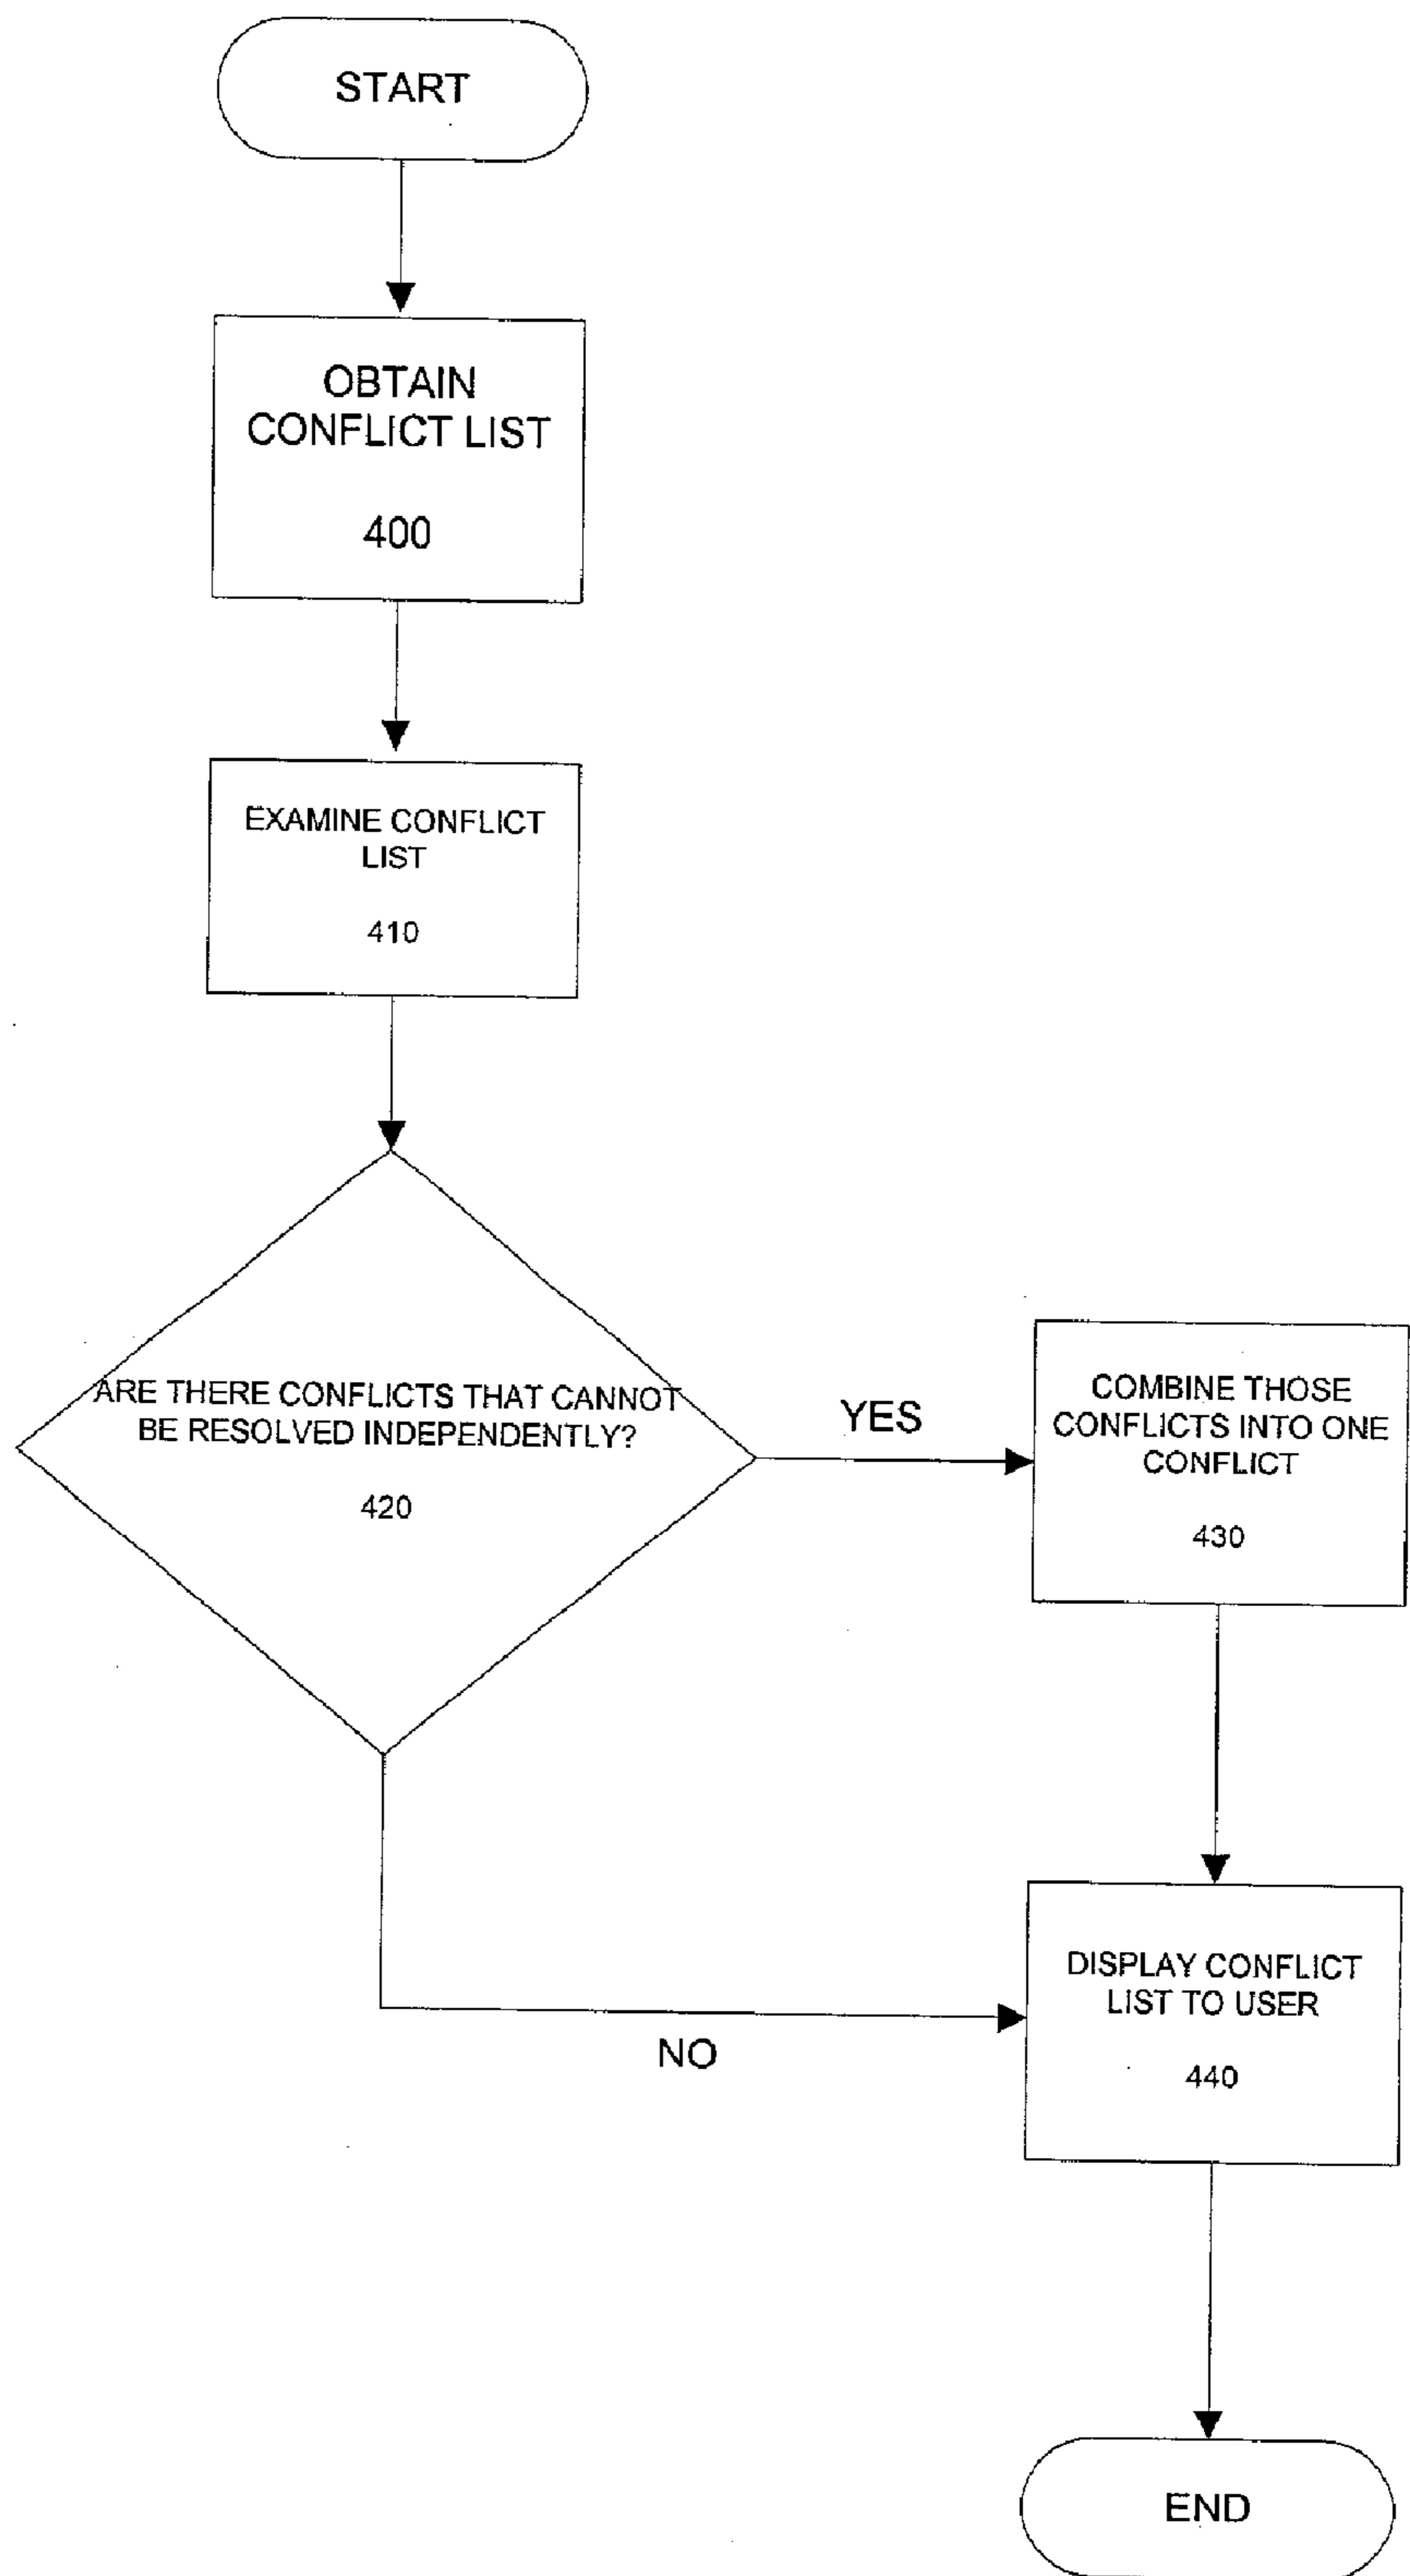 START
OBTAIN
CONFLICT LIST
400
EXAMINE CONFLICT
LIST
410
ARE THERE CONFLICTS THAT CANNOT
BE RESOLVED INDEPENDENTLY?
420
YES
COMBINE THOSE
CONFLICTS INTO ONE
CONFLICT
430
NO
DISPLAY CONFLICT
LIST TO USER
440
END